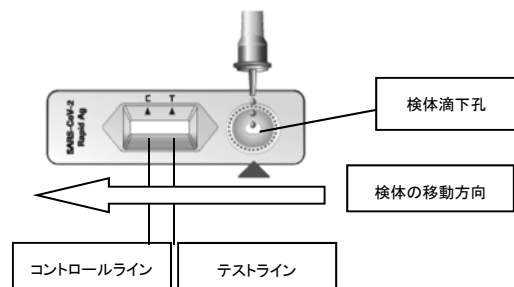 SARS-CoV-2
Rapid Ag
C T
検体滴下孔
検体の移動方向
コントロールライン
テストライン